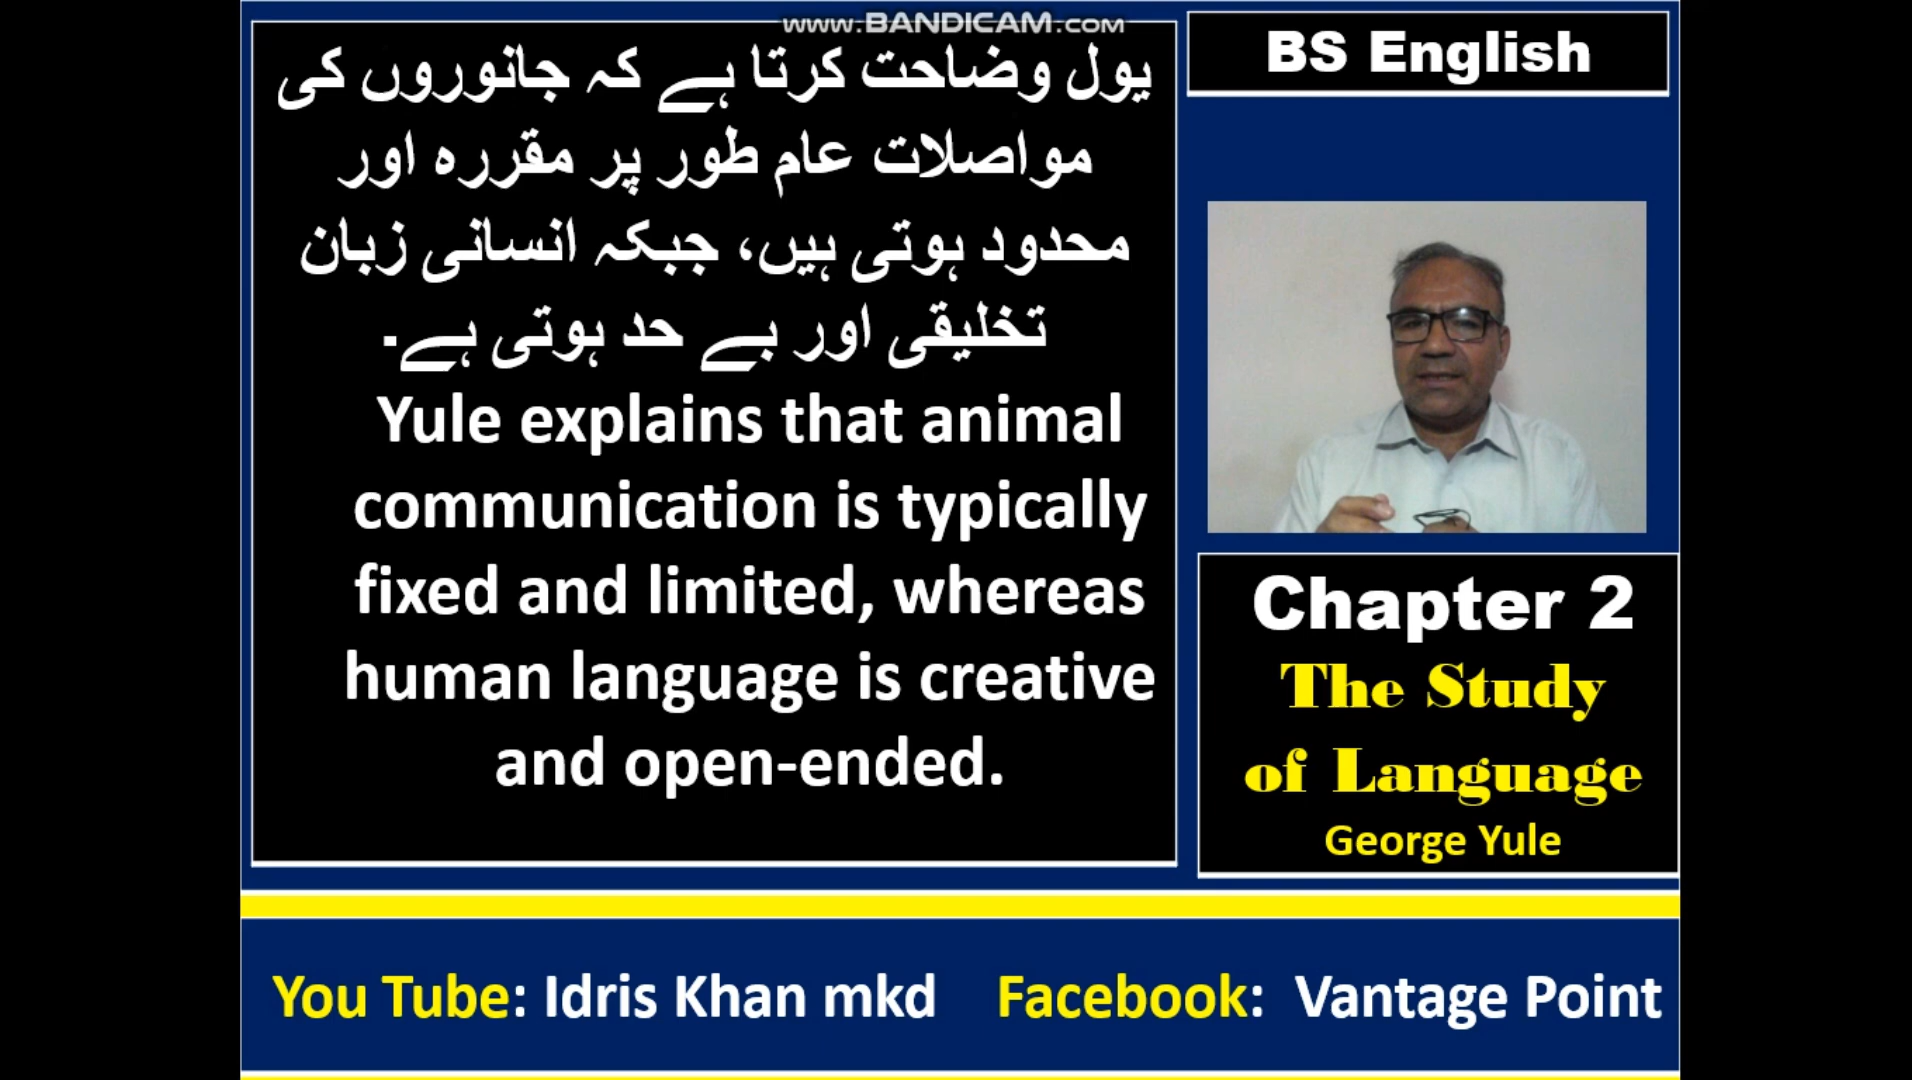 www.BANDICAM.com
یول وضاحت کرتا ہے کہ جانوروں کی
مواصلات عام طور پر مقررہ اور
محدود ہوتی ہیں، جبکہ انسانی زبان
تخلیقی اور بے حد ہوتی ہے۔
Yule explains that animal
communication is typically
fixed and limited, whereas
human language is creative
and open-ended.
BS English
Chapter 2
The Study
of Language
George Yule
You Tube: Idris Khan mkd Facebook: Vantage Point